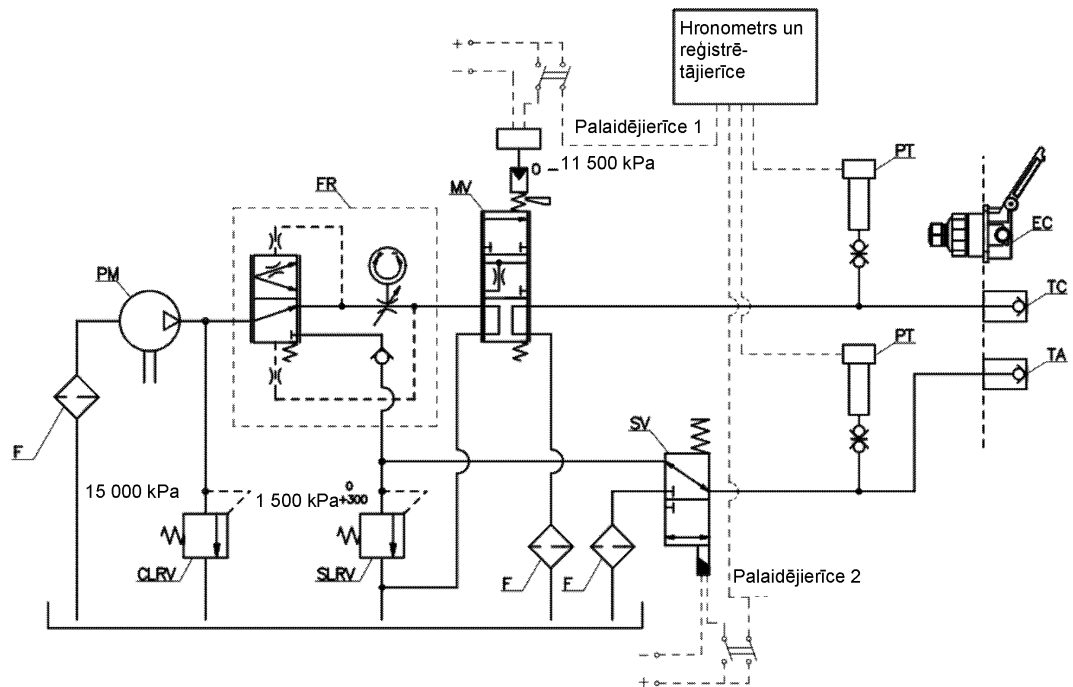 Hronometrs un
reģistrē-
tājierīce
+
–
Palaidējierīce 1
0 – 11 500 kPa
PT
FR
MV
EC
PM
TC
PT
TA
F
SV
15 000 kPa
1 500 kPa 0
+300
CLRV
SLRV
F
F
Palaidējierīce 2
–
+